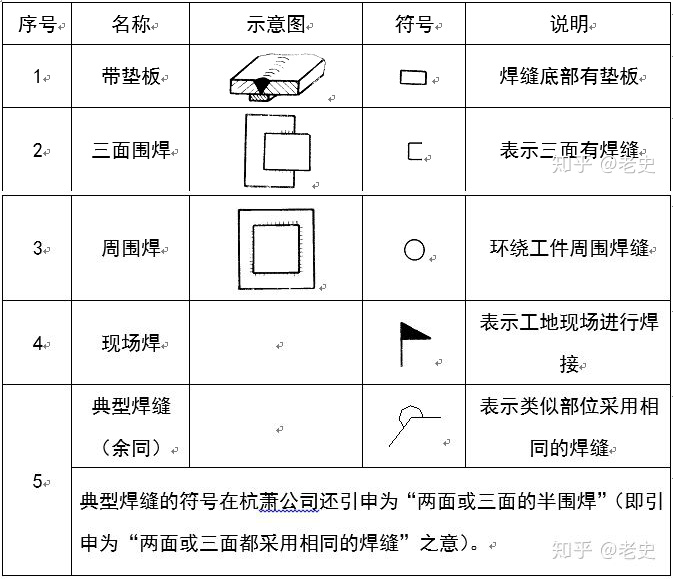 序号 名称 示意图 符号 说明
1 带垫板 焊缝底部有垫板
2 三面围焊 表示三面有焊缝
知乎 @老史
3 周围焊 环绕工件周围焊缝
4 现场焊 表示工地现场进行焊
接
5 典型焊缝 表示类似部位采用相
（余同） 同的焊缝
典型焊缝的符号在杭萧公司还引申为“两面或三面的半围焊”（即引
申为“两面或三面都采用相同的焊缝”之意）。
知乎 @老史